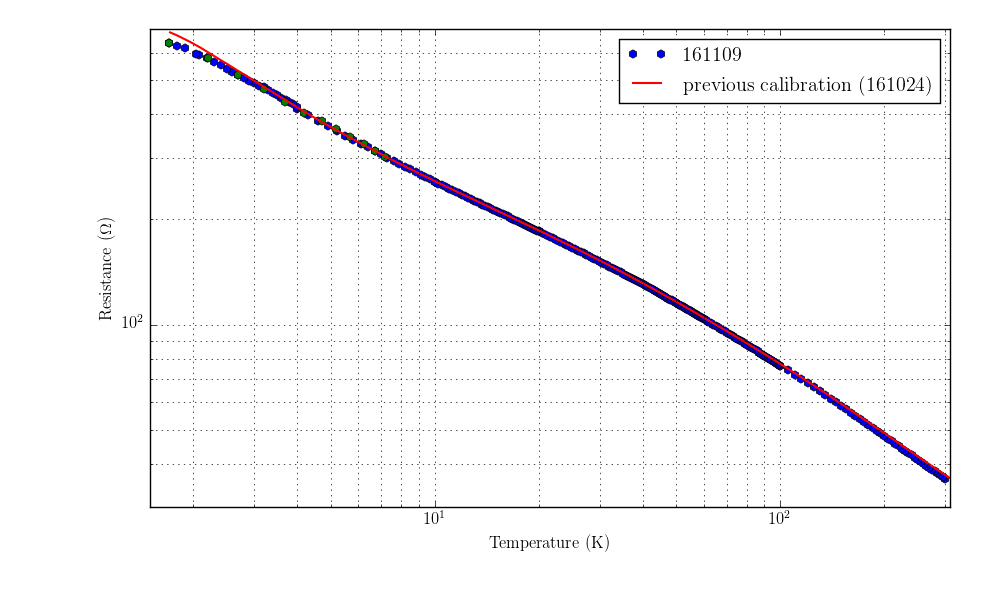 161109
previous calibration (161024)
Resistance (Ω)
10²
10¹
10²
Temperature (K)